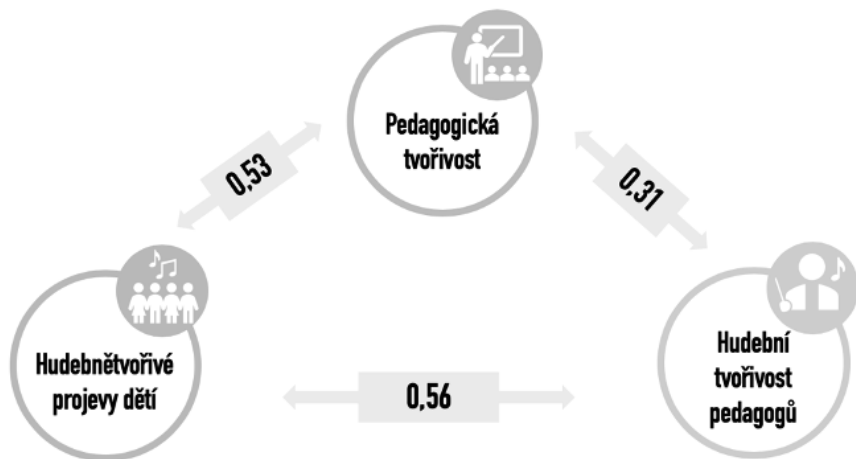 Pedagogická
tvořivost
0,53
0,31
Hudebnětvořivé
projevy dětí
0,56
Hudební
tvořivost
pedagogů